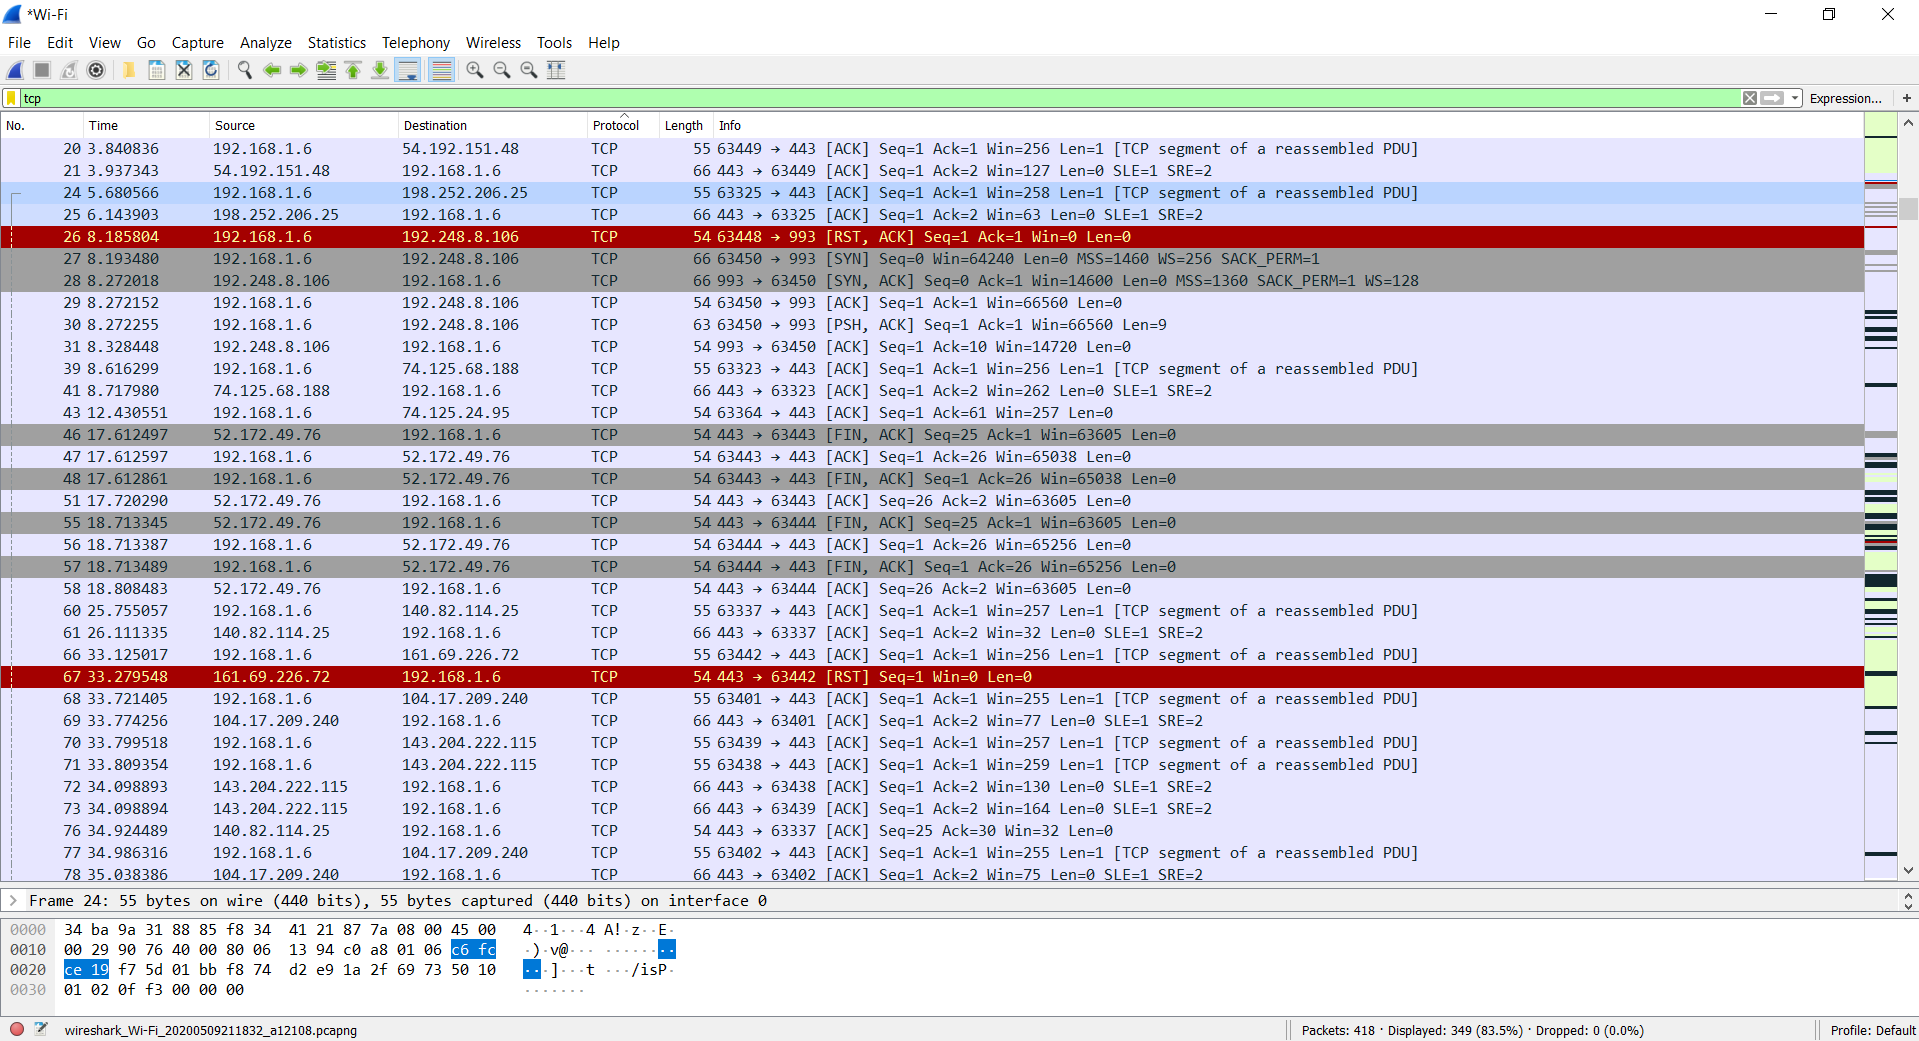 *Wi-Fi
File Edit View Go Capture Analyze Statistics Telephony Wireless Tools Help
tcp Expression... +
No. Time Source Destination Protocol Length Info
20 3.840836 192.168.1.6 54.192.151.48 TCP 55 63449 → 443 [ACK] Seq=1 Ack=1 Win=256 Len=1 [TCP segment of a reassembled PDU]
21 3.937343 54.192.151.48 192.168.1.6 TCP 66 443 → 63449 [ACK] Seq=1 Ack=2 Win=127 Len=0 SLE=1 SRE=2
24 5.680566 192.168.1.6 198.252.206.25 TCP 55 63325 → 443 [ACK] Seq=1 Ack=1 Win=258 Len=1 [TCP segment of a reassembled PDU]
25 6.143903 198.252.206.25 192.168.1.6 TCP 66 443 → 63325 [ACK] Seq=1 Ack=2 Win=63 Len=0 SLE=1 SRE=2
26 8.185804 192.168.1.6 192.248.8.106 TCP 54 63448 → 993 [RST, ACK] Seq=1 Ack=1 Win=0 Len=0
27 8.193480 192.168.1.6 192.248.8.106 TCP 66 63450 → 993 [SYN] Seq=0 Win=64240 Len=0 MSS=1460 WS=256 SACK_PERM=1
28 8.272018 192.248.8.106 192.168.1.6 TCP 66 993 → 63450 [SYN, ACK] Seq=0 Ack=1 Win=14600 Len=0 MSS=1360 SACK_PERM=1 WS=128
29 8.272152 192.168.1.6 192.248.8.106 TCP 54 63450 → 993 [ACK] Seq=1 Ack=1 Win=66560 Len=0
30 8.272255 192.168.1.6 192.248.8.106 TCP 63 63450 → 993 [PSH, ACK] Seq=1 Ack=1 Win=66560 Len=9
31 8.328448 192.248.8.106 192.168.1.6 TCP 54 993 → 63450 [ACK] Seq=1 Ack=10 Win=14720 Len=0
39 8.616299 192.168.1.6 74.125.68.188 TCP 55 63323 → 443 [ACK] Seq=1 Ack=1 Win=256 Len=1 [TCP segment of a reassembled PDU]
41 8.717980 74.125.68.188 192.168.1.6 TCP 66 443 → 63323 [ACK] Seq=1 Ack=2 Win=262 Len=0 SLE=1 SRE=2
43 12.430551 192.168.1.6 74.125.24.95 TCP 54 63364 → 443 [ACK] Seq=1 Ack=61 Win=257 Len=0
46 17.612497 52.172.49.76 192.168.1.6 TCP 54 443 → 63443 [FIN, ACK] Seq=25 Ack=1 Win=63605 Len=0
47 17.612597 192.168.1.6 52.172.49.76 TCP 54 63443 → 443 [ACK] Seq=1 Ack=26 Win=65038 Len=0
48 17.612861 192.168.1.6 52.172.49.76 TCP 54 63443 → 443 [FIN, ACK] Seq=1 Ack=26 Win=65038 Len=0
51 17.720290 52.172.49.76 192.168.1.6 TCP 54 443 → 63443 [ACK] Seq=26 Ack=2 Win=63605 Len=0
55 18.713345 52.172.49.76 192.168.1.6 TCP 54 443 → 63444 [FIN, ACK] Seq=25 Ack=1 Win=63605 Len=0
56 18.713387 192.168.1.6 52.172.49.76 TCP 54 63444 → 443 [ACK] Seq=1 Ack=26 Win=65256 Len=0
57 18.713489 192.168.1.6 52.172.49.76 TCP 54 63444 → 443 [FIN, ACK] Seq=1 Ack=26 Win=65256 Len=0
58 18.808483 52.172.49.76 192.168.1.6 TCP 54 443 → 63444 [ACK] Seq=26 Ack=2 Win=63605 Len=0
60 25.755057 192.168.1.6 140.82.114.25 TCP 55 63337 → 443 [ACK] Seq=1 Ack=1 Win=257 Len=1 [TCP segment of a reassembled PDU]
61 26.111335 140.82.114.25 192.168.1.6 TCP 66 443 → 63337 [ACK] Seq=1 Ack=2 Win=32 Len=0 SLE=1 SRE=2
66 33.125017 192.168.1.6 161.69.226.72 TCP 55 63442 → 443 [ACK] Seq=1 Ack=1 Win=256 Len=1 [TCP segment of a reassembled PDU]
67 33.279548 161.69.226.72 192.168.1.6 TCP 54 443 → 63442 [RST] Seq=1 Win=0 Len=0
68 33.721405 192.168.1.6 104.17.209.240 TCP 55 63401 → 443 [ACK] Seq=1 Ack=1 Win=255 Len=1 [TCP segment of a reassembled PDU]
69 33.774256 104.17.209.240 192.168.1.6 TCP 66 443 → 63401 [ACK] Seq=1 Ack=2 Win=77 Len=0 SLE=1 SRE=2
70 33.799518 192.168.1.6 143.204.222.115 TCP 55 63439 → 443 [ACK] Seq=1 Ack=1 Win=257 Len=1 [TCP segment of a reassembled PDU]
71 33.809354 192.168.1.6 143.204.222.115 TCP 55 63438 → 443 [ACK] Seq=1 Ack=1 Win=259 Len=1 [TCP segment of a reassembled PDU]
72 34.098893 143.204.222.115 192.168.1.6 TCP 66 443 → 63438 [ACK] Seq=1 Ack=2 Win=130 Len=0 SLE=1 SRE=2
73 34.098894 143.204.222.115 192.168.1.6 TCP 66 443 → 63439 [ACK] Seq=1 Ack=2 Win=164 Len=0 SLE=1 SRE=2
76 34.924489 140.82.114.25 192.168.1.6 TCP 54 443 → 63337 [ACK] Seq=25 Ack=30 Win=32 Len=0
77 34.986316 192.168.1.6 104.17.209.240 TCP 55 63402 → 443 [ACK] Seq=1 Ack=1 Win=255 Len=1 [TCP segment of a reassembled PDU]
78 35.038386 104.17.209.240 192.168.1.6 TCP 66 443 → 63402 [ACK] Seq=1 Ack=2 Win=75 Len=0 SLE=1 SRE=2
Frame 24: 55 bytes on wire (440 bits), 55 bytes captured (440 bits) on interface 0
0000 34 ba 9a 31 88 85 f8 34 41 21 87 7a 08 00 45 00 4··1···4 A!·z··E·
0010 00 29 90 76 40 00 80 06 13 94 c0 a8 01 06 c6 fc ·)·v@··· ········
0020 ce 19 f7 5d 01 bb f8 74 d2 e9 1a 2f 69 73 50 10 ···]···t ···/isP·
0030 01 02 0f f3 00 00 00 ·······
wireshark_Wi-Fi_20200509211832_a12108.pcapng Packets: 418 · Displayed: 349 (83.5%) · Dropped: 0 (0.0%) Profile: Default